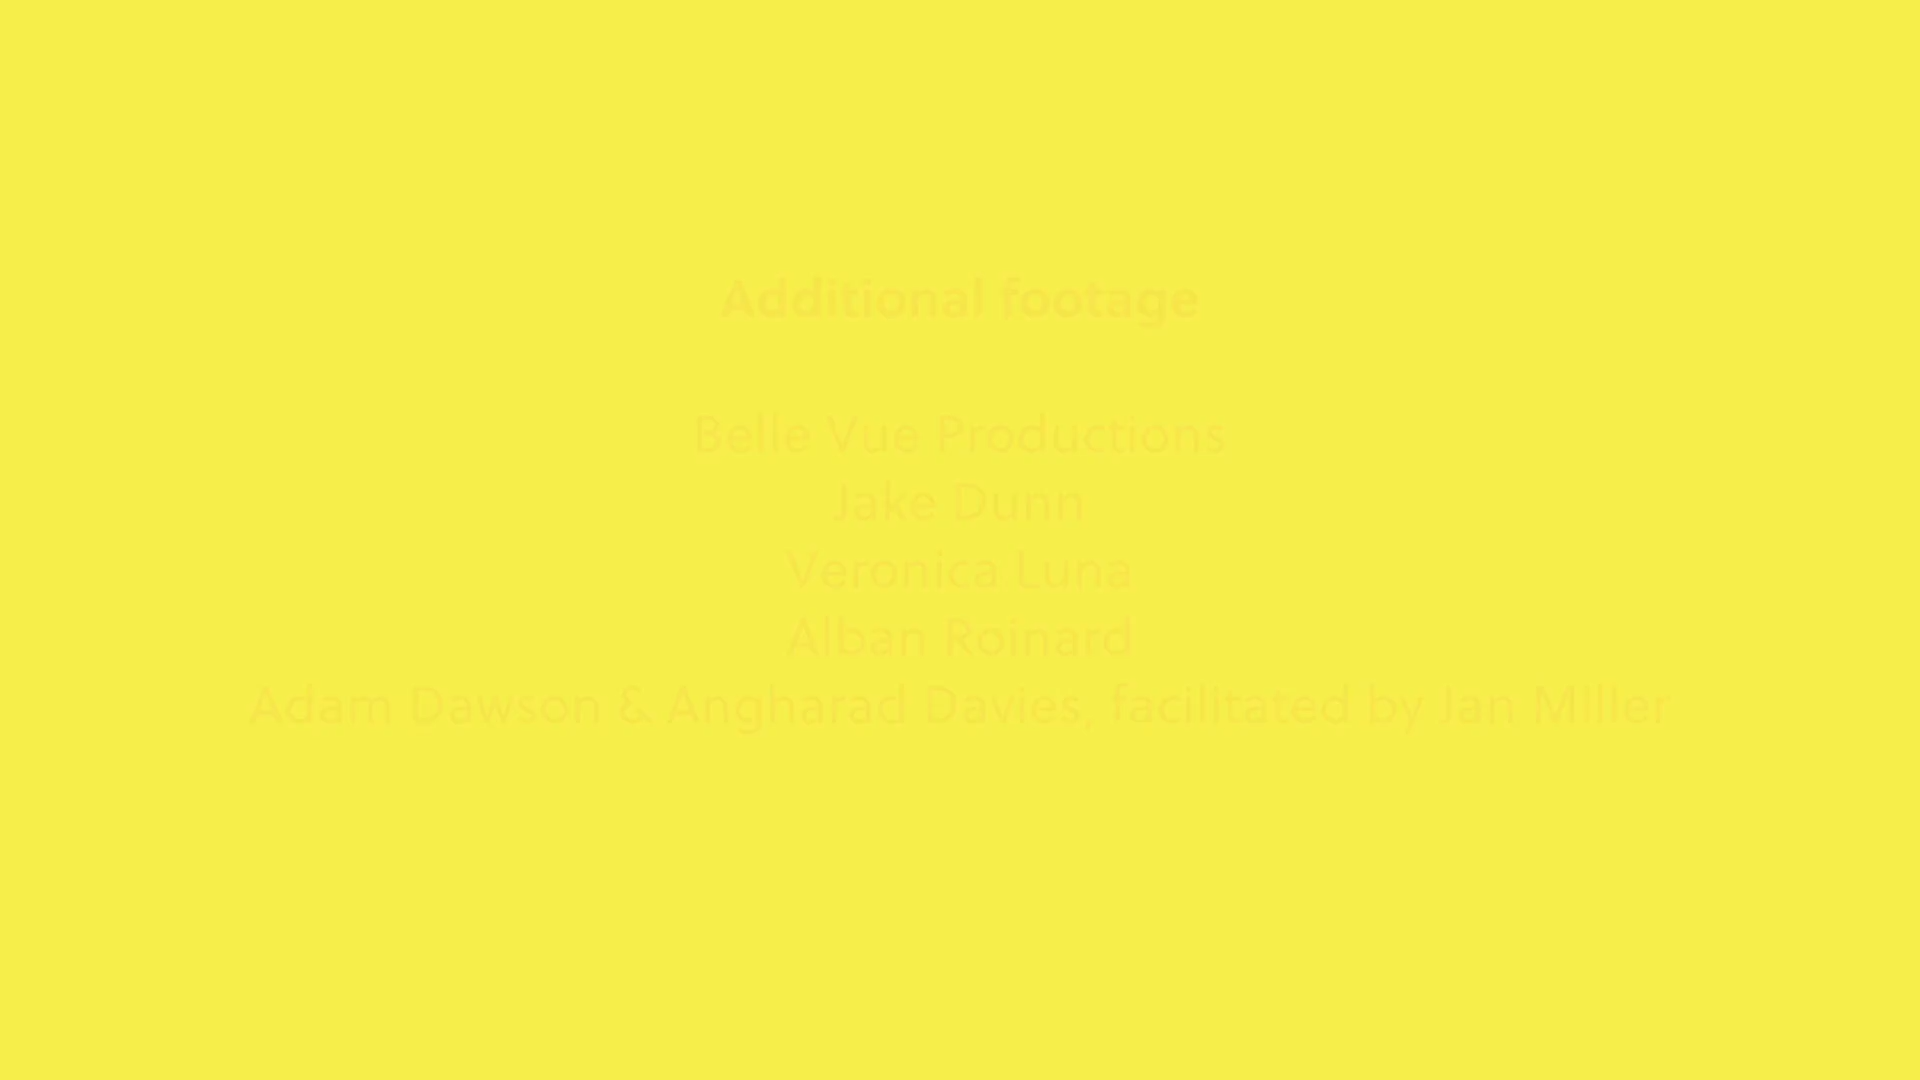 Additional footage
Belle Vue Productions
Jake Dunn
Veronica Luna
Alban Roinard
Adam Dawson & Angharad Davies, facilitated by Jan Miller